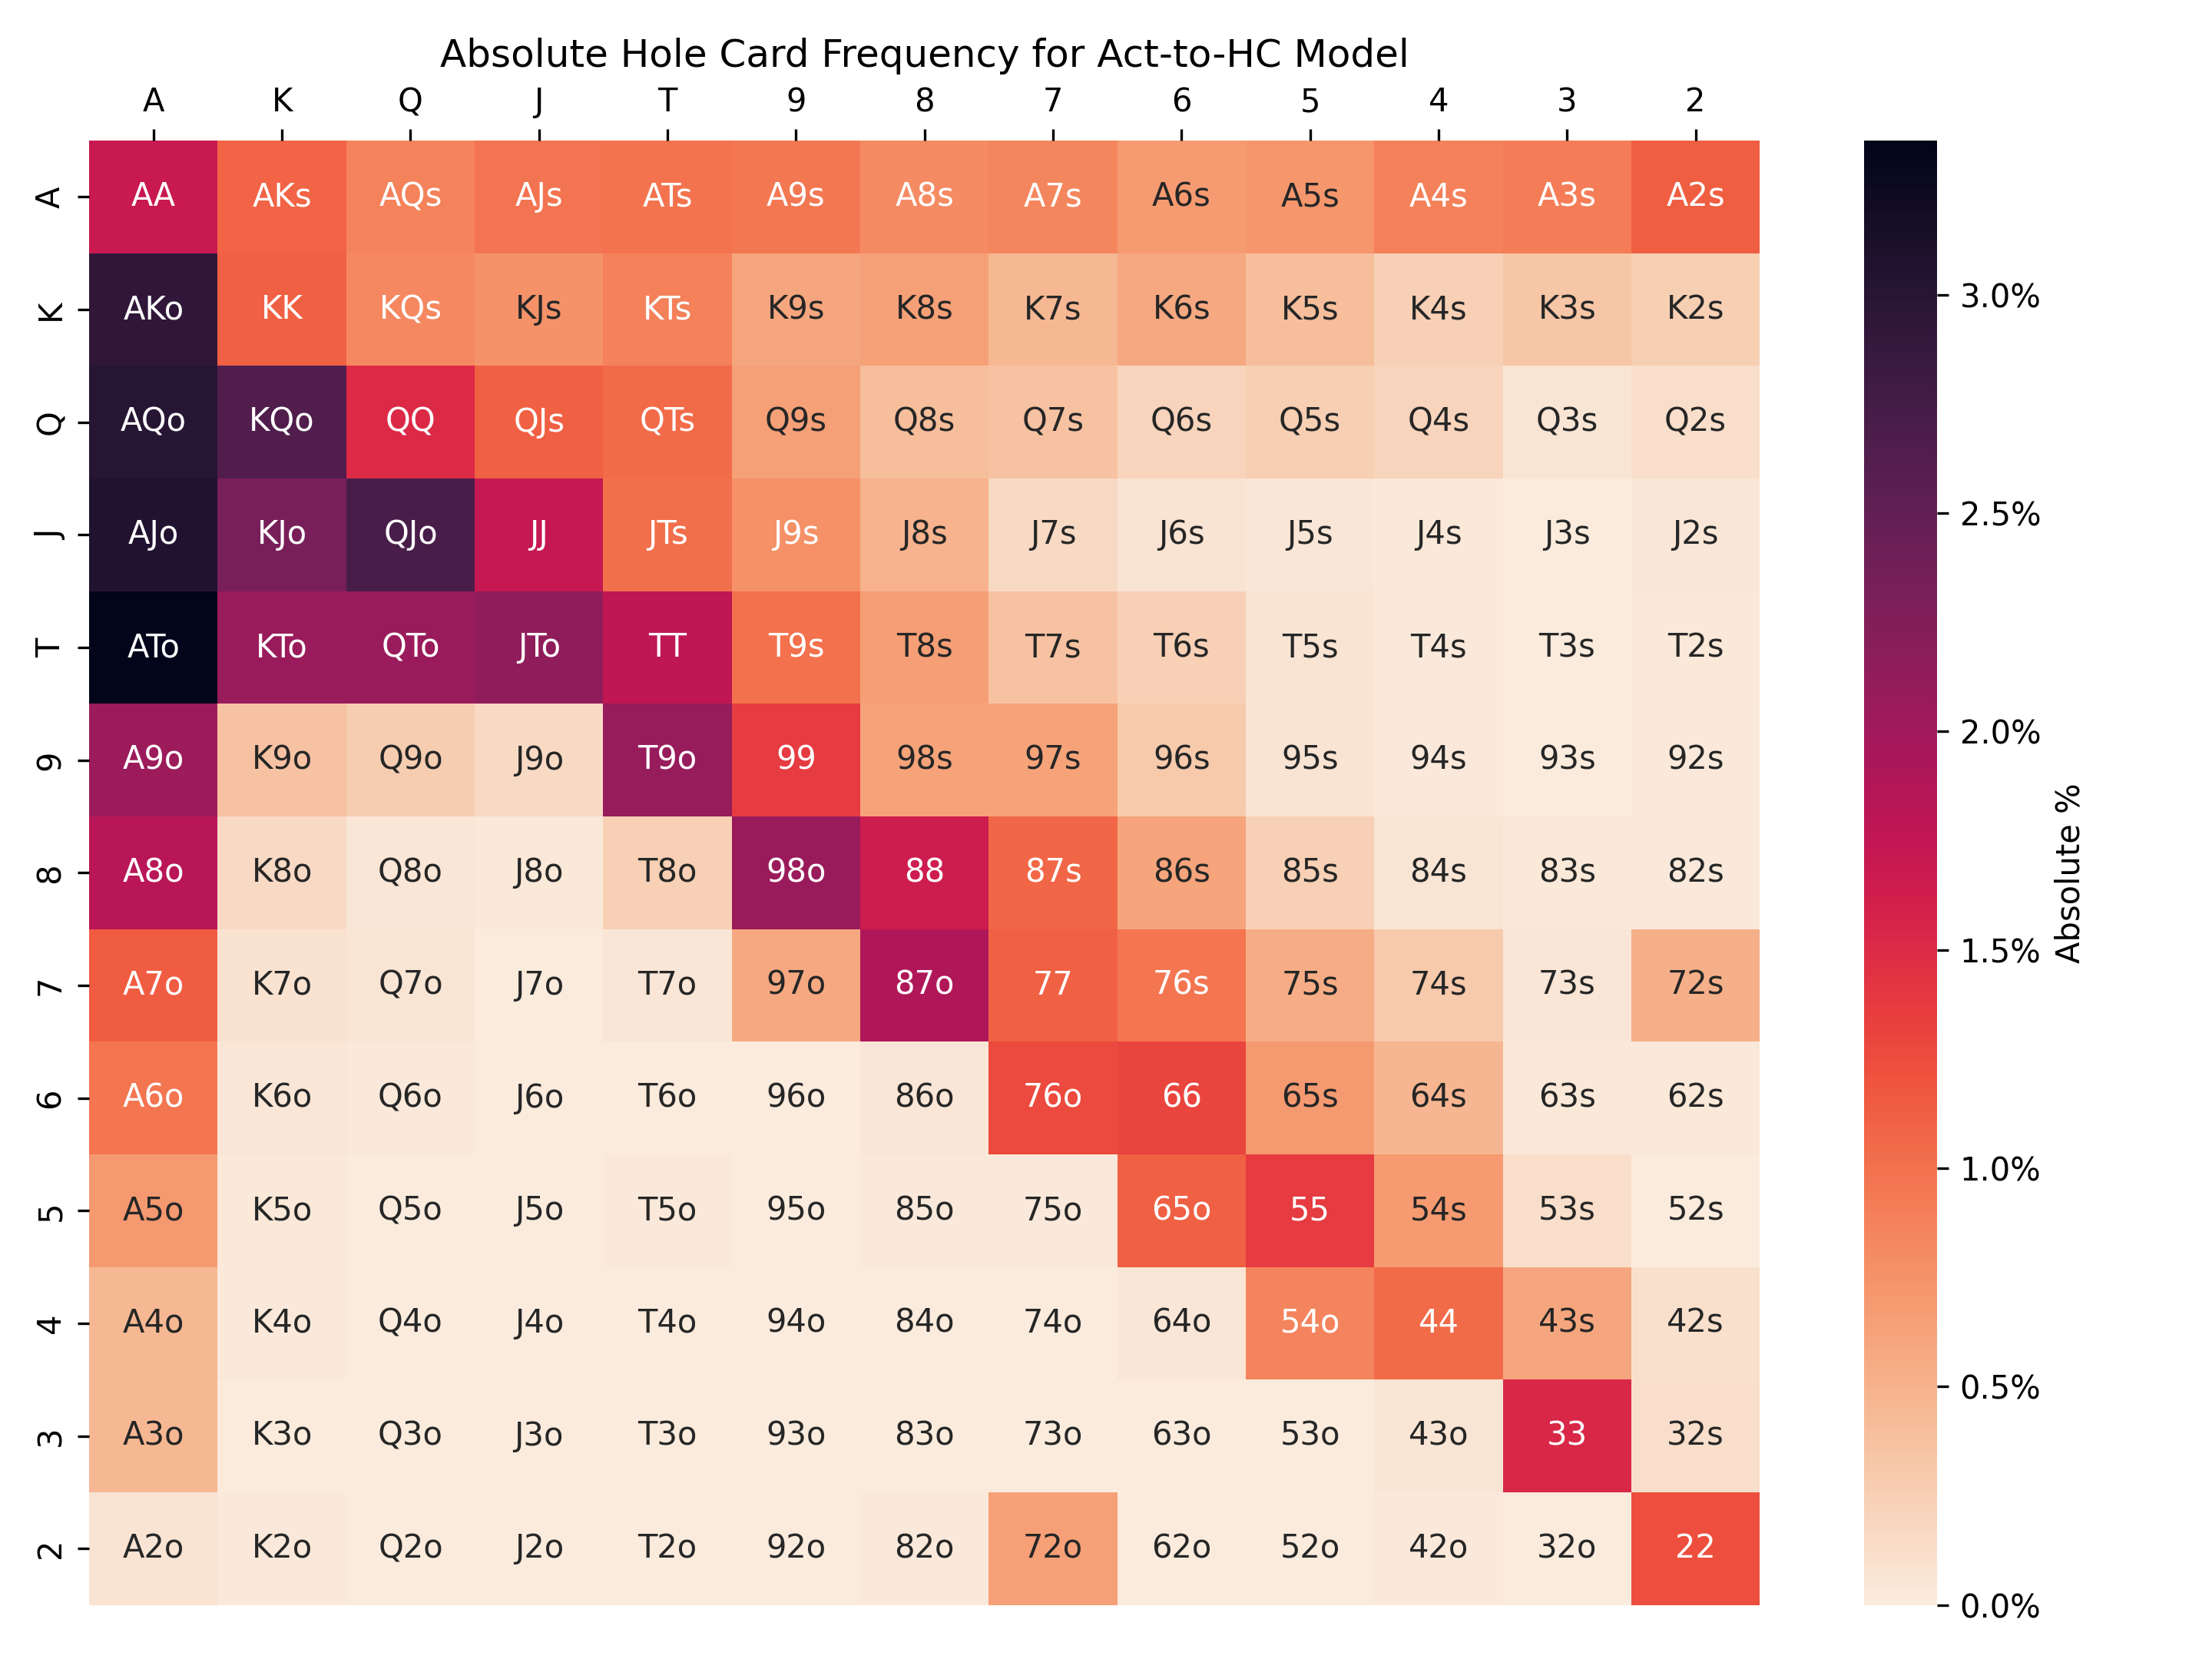 Absolute Hole Card Frequency for Act-to-HC Model
A K Q J T 9 8 7 6 5 4 3 2
A AA AKs AQs AJs ATs A9s A8s A7s A6s A5s A4s A3s A2s
K AKo KK KQs KJs KTs K9s K8s K7s K6s K5s K4s K3s K2s
Q AQo KQo QQ QJs QTs Q9s Q8s Q7s Q6s Q5s Q4s Q3s Q2s
J AJo KJo QJo JJ JTs J9s J8s J7s J6s J5s J4s J3s J2s
T ATo KTo QTo JTo TT T9s T8s T7s T6s T5s T4s T3s T2s
9 A9o K9o Q9o J9o T9o 99 98s 97s 96s 95s 94s 93s 92s
8 A8o K8o Q8o J8o T8o 98o 88 87s 86s 85s 84s 83s 82s
7 A7o K7o Q7o J7o T7o 97o 87o 77 76s 75s 74s 73s 72s
6 A6o K6o Q6o J6o T6o 96o 86o 76o 66 65s 64s 63s 62s
5 A5o K5o Q5o J5o T5o 95o 85o 75o 65o 55 54s 53s 52s
4 A4o K4o Q4o J4o T4o 94o 84o 74o 64o 54o 44 43s 42s
3 A3o K3o Q3o J3o T3o 93o 83o 73o 63o 53o 43o 33 32s
2 A2o K2o Q2o J2o T2o 92o 82o 72o 62o 52o 42o 32o 22
3.0%
2.5%
2.0%
1.5%
1.0%
0.5%
0.0%
Absolute %